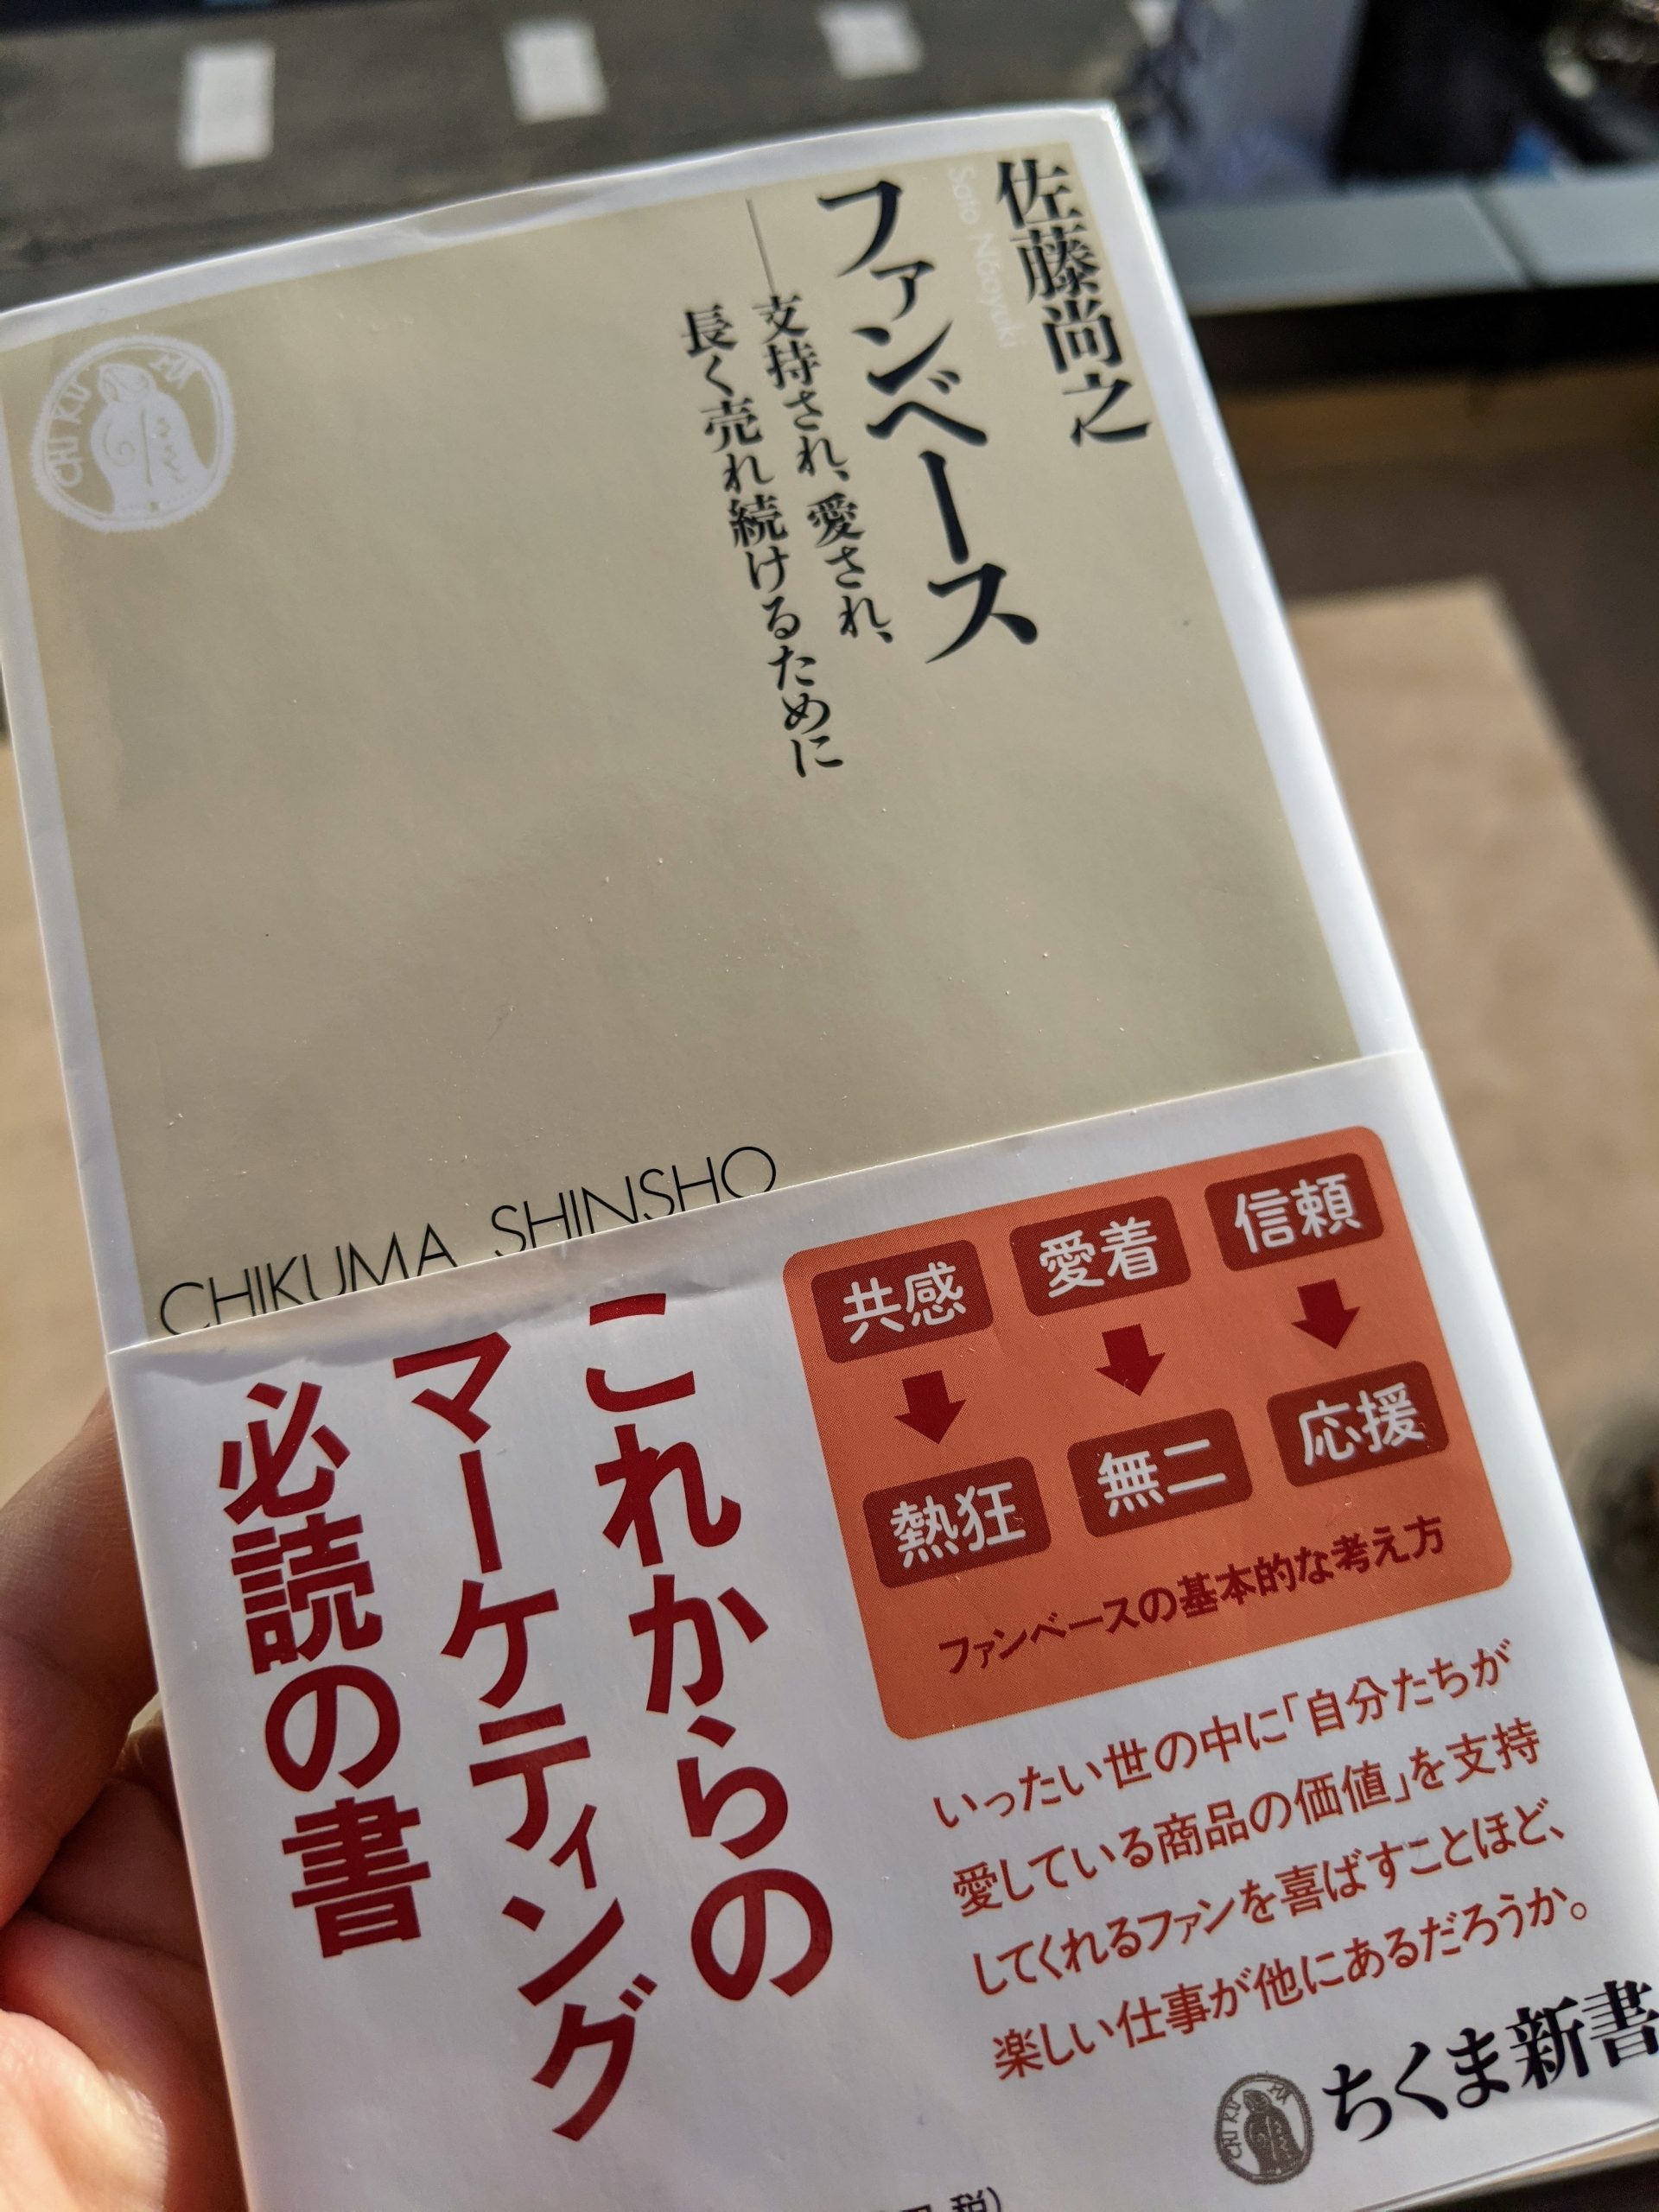 佐藤尚之
Sato Naoyuki
ファンベース
──支持され、愛され、
長く売れ続けるために
CHIKUMA
CHIKUMA SHINSHO
共感 愛着 信頼
熱狂 無二 応援
ファンベースの基本的な考え方
これからの
マーケティング
必読の書
いったい世の中に「自分たちが
愛している商品の価値」を支持
してくれるファンを喜ばすことほど、
楽しい仕事が他にあるだろうか。
CHIKUMA
ちくま新書
税)